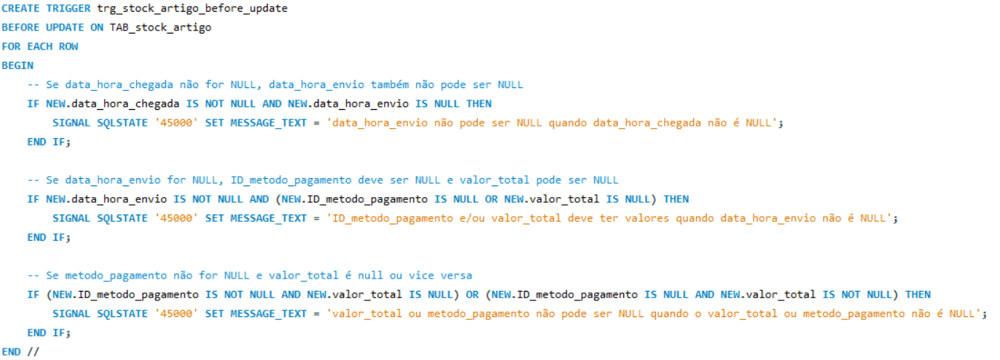 CREATE TRIGGER trg_stock_artigo_before_update
BEFORE UPDATE ON TAB_stock_artigo
FOR EACH ROW
BEGIN
-- Se data_hora_chegada não for NULL, data_hora_envio também não pode ser NULL
IF NEW.data_hora_chegada IS NOT NULL AND NEW.data_hora_envio IS NULL THEN
SIGNAL SQLSTATE '45000' SET MESSAGE_TEXT = 'data_hora_envio não pode ser NULL quando data_hora_chegada não é NULL';
END IF;
-- Se data_hora_envio for NULL, ID_metodo_pagamento deve ser NULL e valor_total pode ser NULL
IF NEW.data_hora_envio IS NOT NULL AND (NEW.ID_metodo_pagamento IS NULL OR NEW.valor_total IS NULL) THEN
SIGNAL SQLSTATE '45000' SET MESSAGE_TEXT = 'ID_metodo_pagamento e/ou valor_total deve ter valores quando data_hora_envio não é NULL';
END IF;
-- Se metodo_pagamento não for NULL e valor_total é null ou vice versa
IF (NEW.ID_metodo_pagamento IS NOT NULL AND NEW.valor_total IS NULL) OR (NEW.ID_metodo_pagamento IS NULL AND NEW.valor_total IS NOT NULL) THEN
SIGNAL SQLSTATE '45000' SET MESSAGE_TEXT = 'valor_total ou metodo_pagamento não pode ser NULL quando o valor_total ou metodo_pagamento não é NULL';
END IF;
END //